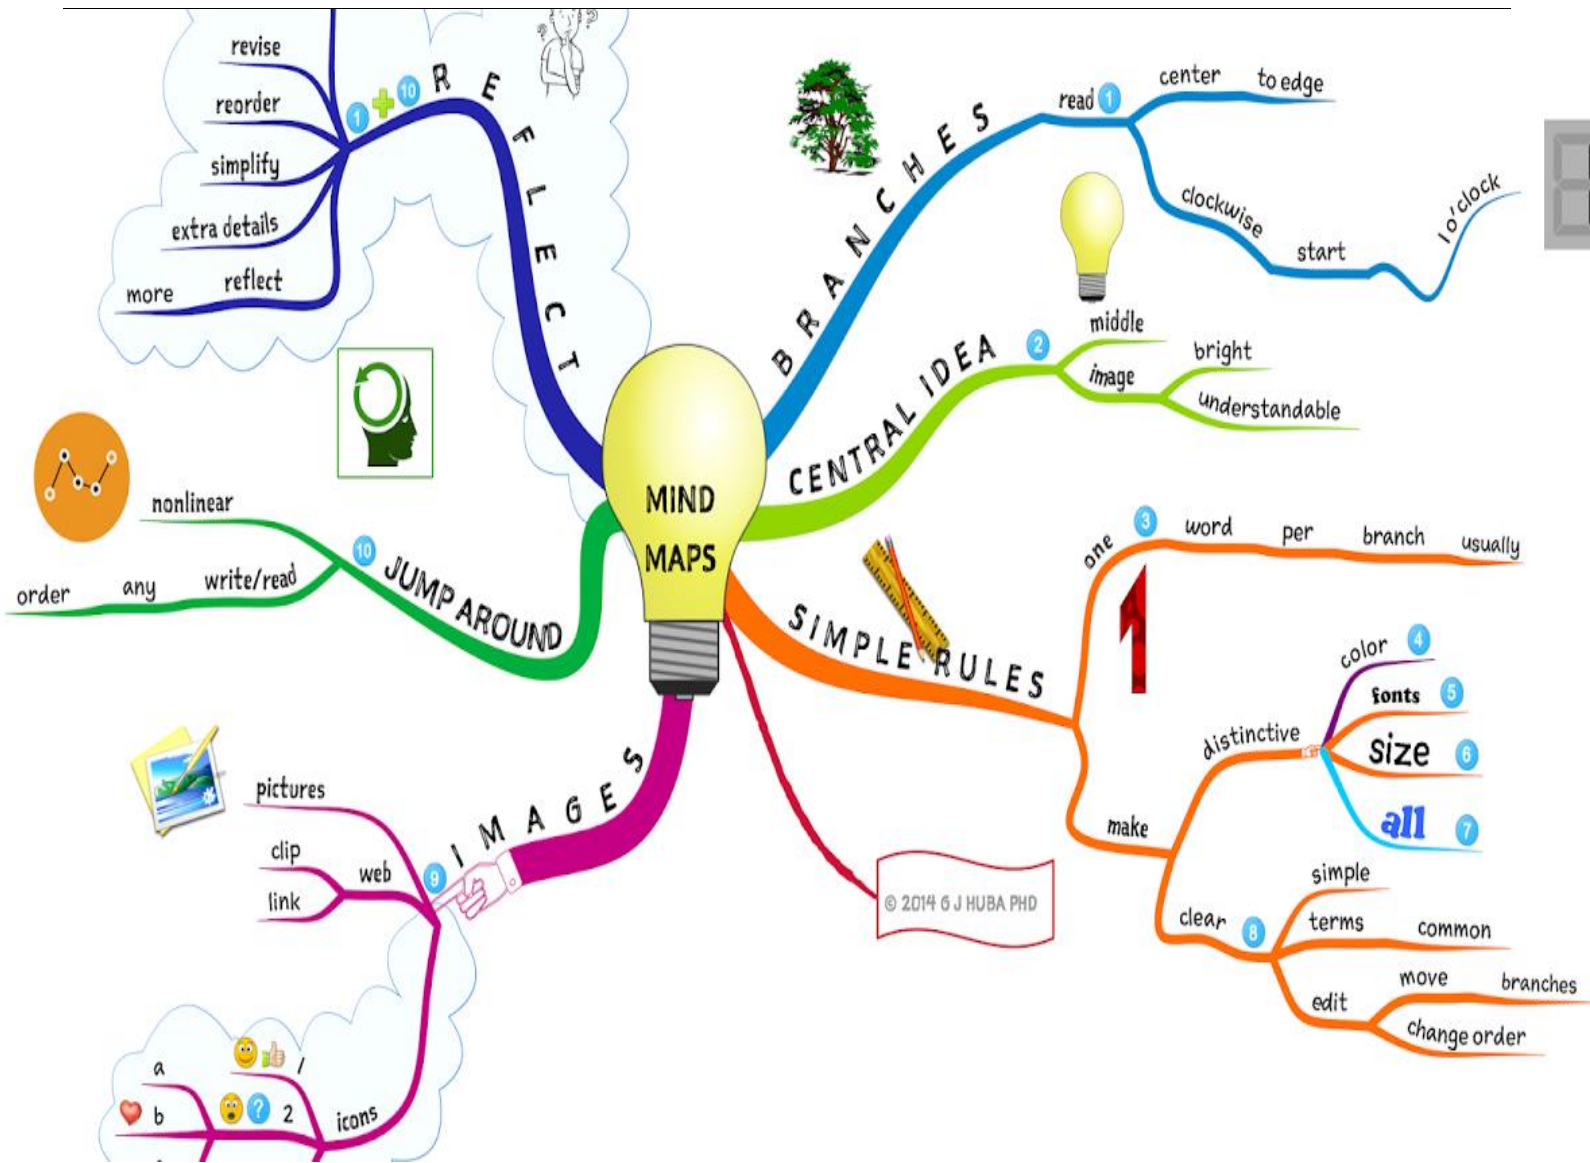 MIND
MAPS
BRANCHES
read 1
center
to edge
clockwise
start
1 o'clock
CENTRAL IDEA
2
middle
image
bright
understandable
SIMPLE RULES
one
3
word
per
branch
usually
1
make
distinctive
color
4
fonts
5
size
6
all
7
clear
8
simple
terms
common
edit
move
branches
change order
© 2014 G J HUBA PHD
IMAGES
9
pictures
web
clip
link
icons
1
2
?
a
b
JUMP AROUND
10
nonlinear
write/read
any
order
REFLECT
1
10
revise
reorder
simplify
extra details
reflect
more